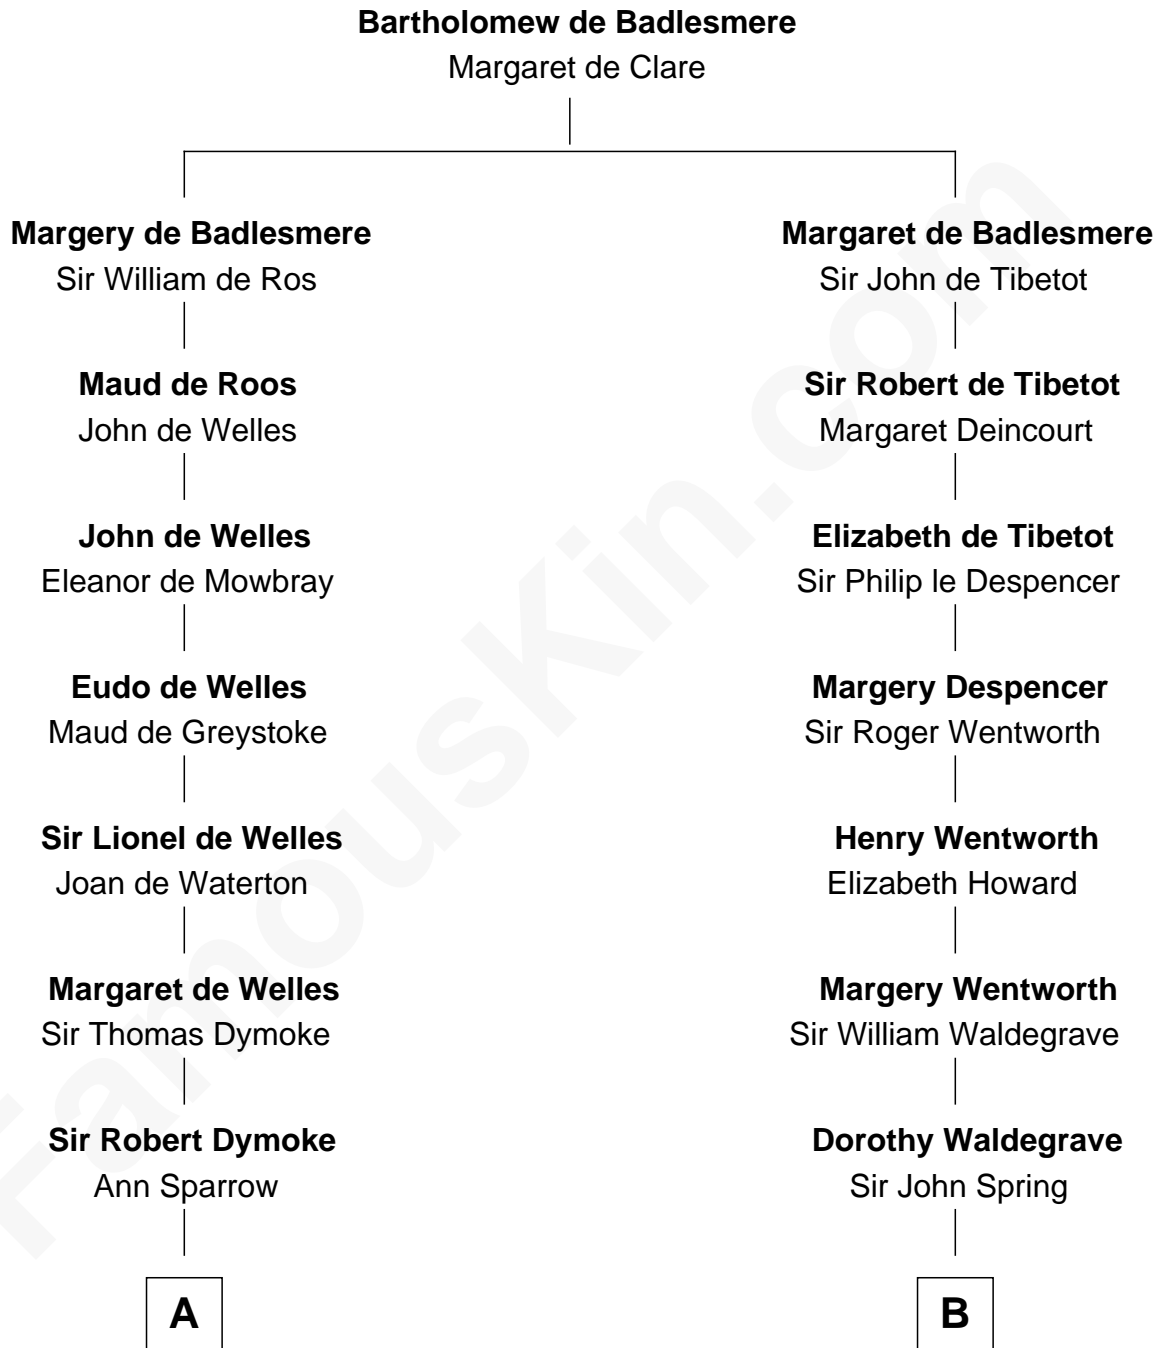 Bartholomew de Badlesmere
Margaret de Clare
Margery de Badlesmere
Sir William de Ros
Maud de Roos
John de Welles
John de Welles
Eleanor de Mowbray
Eudo de Welles
Maud de Greystoke
Sir Lionel de Welles
Joan de Waterton
Margaret de Welles
Sir Thomas Dymoke
Sir Robert Dymoke
Ann Sparrow
A
Margaret de Badlesmere
Sir John de Tibetot
Sir Robert de Tibetot
Margaret Deincourt
Elizabeth de Tibetot
Sir Philip le Despencer
Margery Despencer
Sir Roger Wentworth
Henry Wentworth
Elizabeth Howard
Margery Wentworth
Sir William Waldegrave
Dorothy Waldegrave
Sir John Spring
B
FamousKin.com